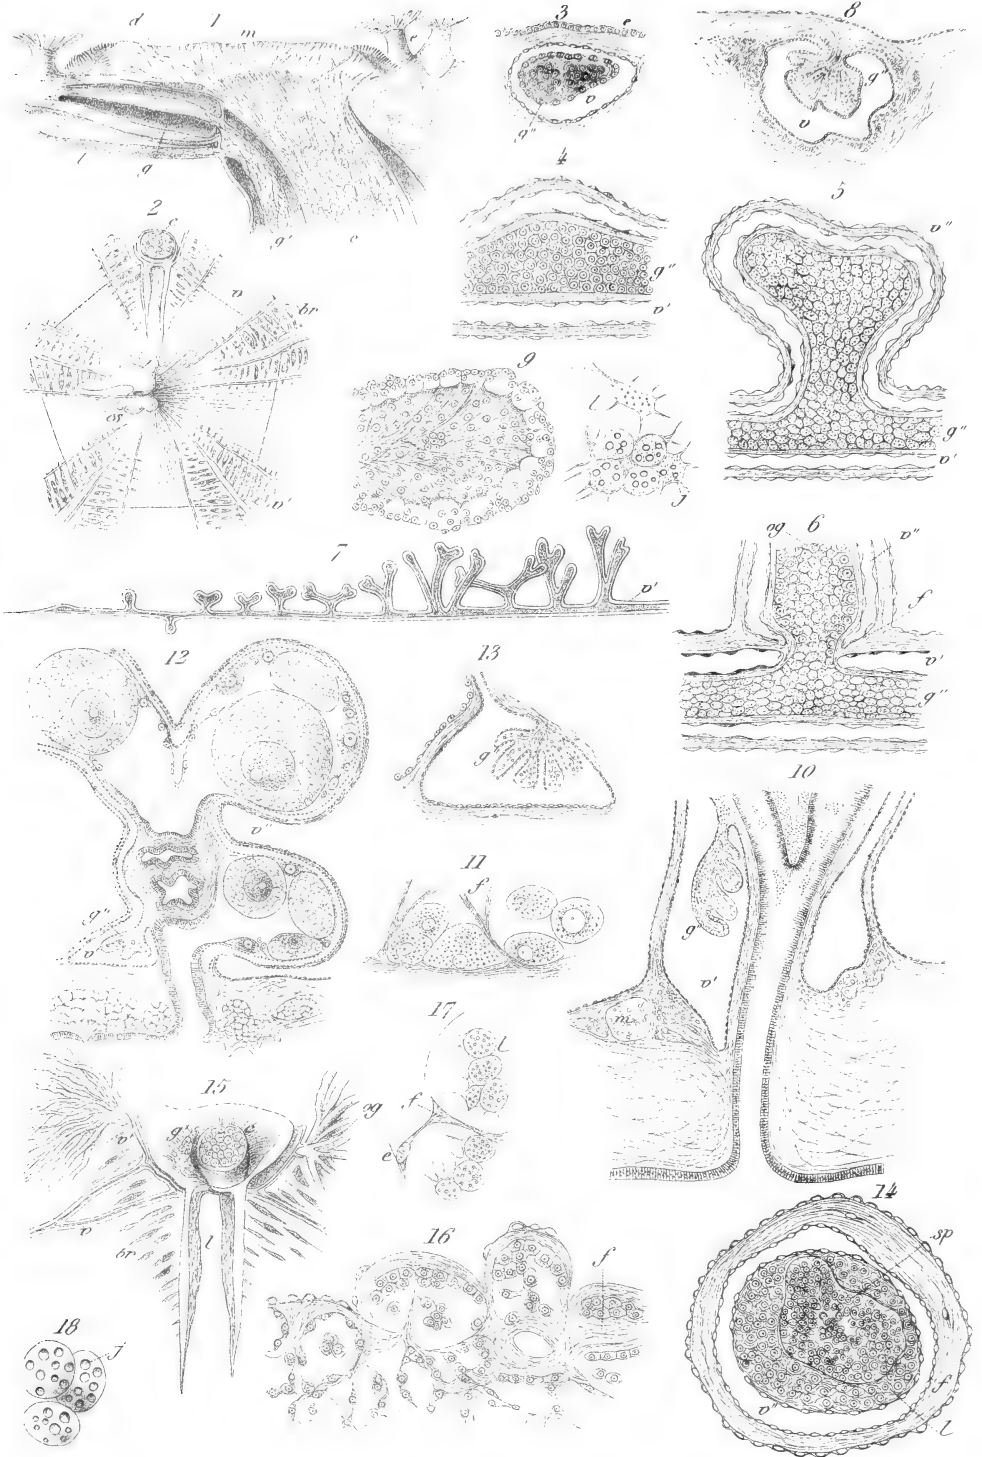 d 1 m e
l g g' c
3 e
v g''
8
g'' v
2
c v br os v'
4
g'' v'
5
v'' g'' v'
9
l j
og 6 v''
f v' g''
7
v'
12
v'' g'' v
13
g
10
g v' m
11
f
17
l f e
15
og g' c v' v br l
16
f
14
sp f v'' l
18
j